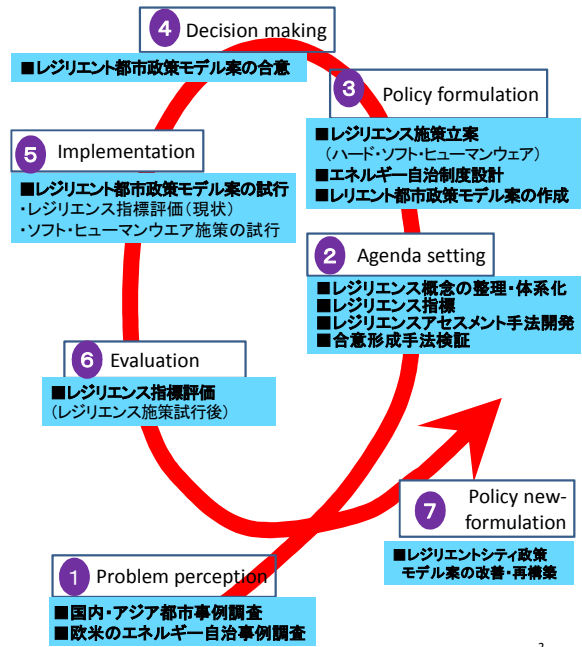 4 Decision making
■レジリエント都市政策モデル案の合意
3 Policy formulation
■レジリエンス施策立案
（ハード・ソフト・ヒューマンウェア）
■エネルギー自治制度設計
■レリエント都市政策モデル案の作成
5 Implementation
■レジリエント都市政策モデル案の試行
・レジリエンス指標評価（現状）
・ソフト・ヒューマンウエア施策の試行
2 Agenda setting
■レジリエンス概念の整理・体系化
■レジリエンス指標
■レジリエンスアセスメント手法開発
■合意形成手法検証
6 Evaluation
■レジリエンス指標評価
（レジリエンス施策試行後）
7 Policy new-
formulation
■レジリエントシティ政策
モデル案の改善・再構築
1 Problem perception
■国内・アジア都市事例調査
■欧米のエネルギー自治事例調査
2